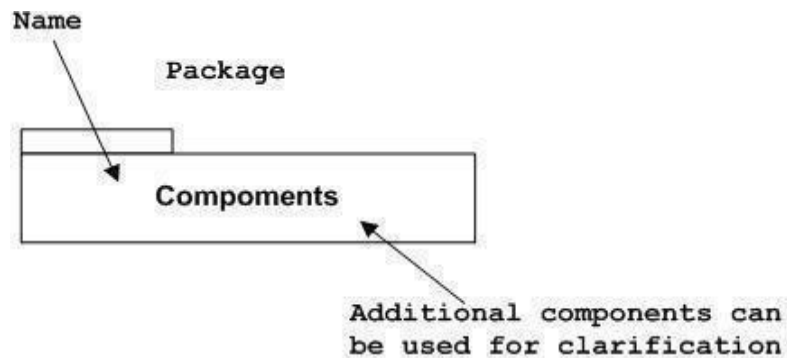 Name
Package
Compoments
Additional components can
be used for clarification